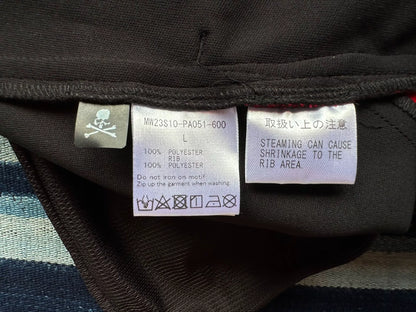 MW23S10-PA051-600
L
100% POLYESTER
RIB
100% POLYESTER
Do not iron on motif.
Zip up the garment when washing.
取扱い上の注意
STEAMING CAN CAUSE
SHRINKAGE TO THE
RIB AREA.